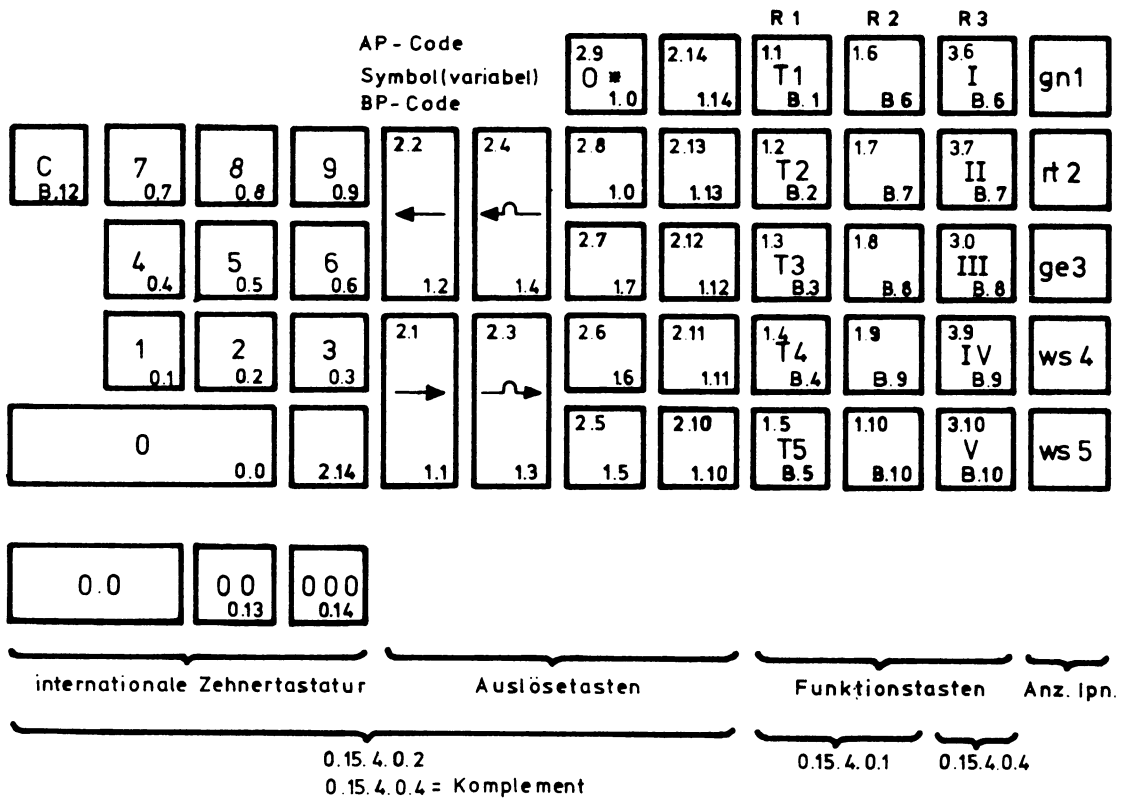 R 1 R 2 R 3
AP - Code
Symbol(variabel)
BP - Code
2.9 2.14 1.1 1.6 3.6
O * T1 I gn1
1.0 1.14 B.1 B 6 B.6
2.2 2.4 2.8 2.13 1.2 1.7 3.7
C 7 8 9 T2 II rt 2
B.12 0,7 0,8 0.9 1.0 1.13 B.2 B.7 B.7
2.7 2.12 1.3 1.8 3.0
4 5 6 T3 III ge3
0.4 0.5 0.6 1.2 1.4 1.7 1.12 B.3 B.8 B.8
2.1 2.3 2.6 2.11 1.4 1.9 3.9
1 2 3 T4 IV ws 4
0.1 0.2 0.3 1.6 1.11 B.4 B.9 B.9
2.5 2.10 1.5 1.10 3.10
0 T5 V ws 5
0.0 2.14 1.1 1.3 1.5 1.10 B.5 B.10 B.10
0.0 00 000
0.13 0.14
internationale Zehnertastatur Auslösetasten Funktionstasten Anz. lpn.
0.15.4.0.2 0.15.4.0.1 0.15.4.0.4
0.15.4.0.4 = Komplement